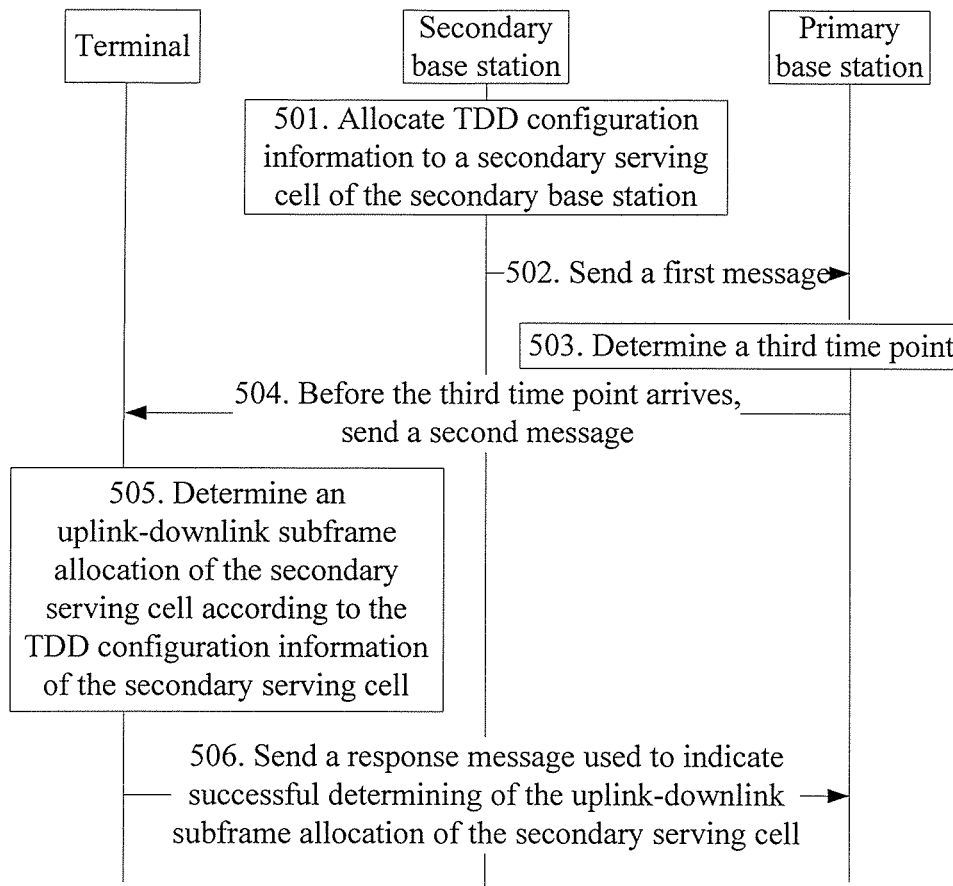 Terminal
Secondary
base station
Primary
base station
501. Allocate TDD configuration
information to a secondary serving
cell of the secondary base station
502. Send a first message
503. Determine a third time point
504. Before the third time point arrives,
send a second message
505. Determine an
uplink-downlink subframe
allocation of the secondary
serving cell according to the
TDD configuration information
of the secondary serving cell
506. Send a response message used to indicate
successful determining of the uplink-downlink
subframe allocation of the secondary serving cell